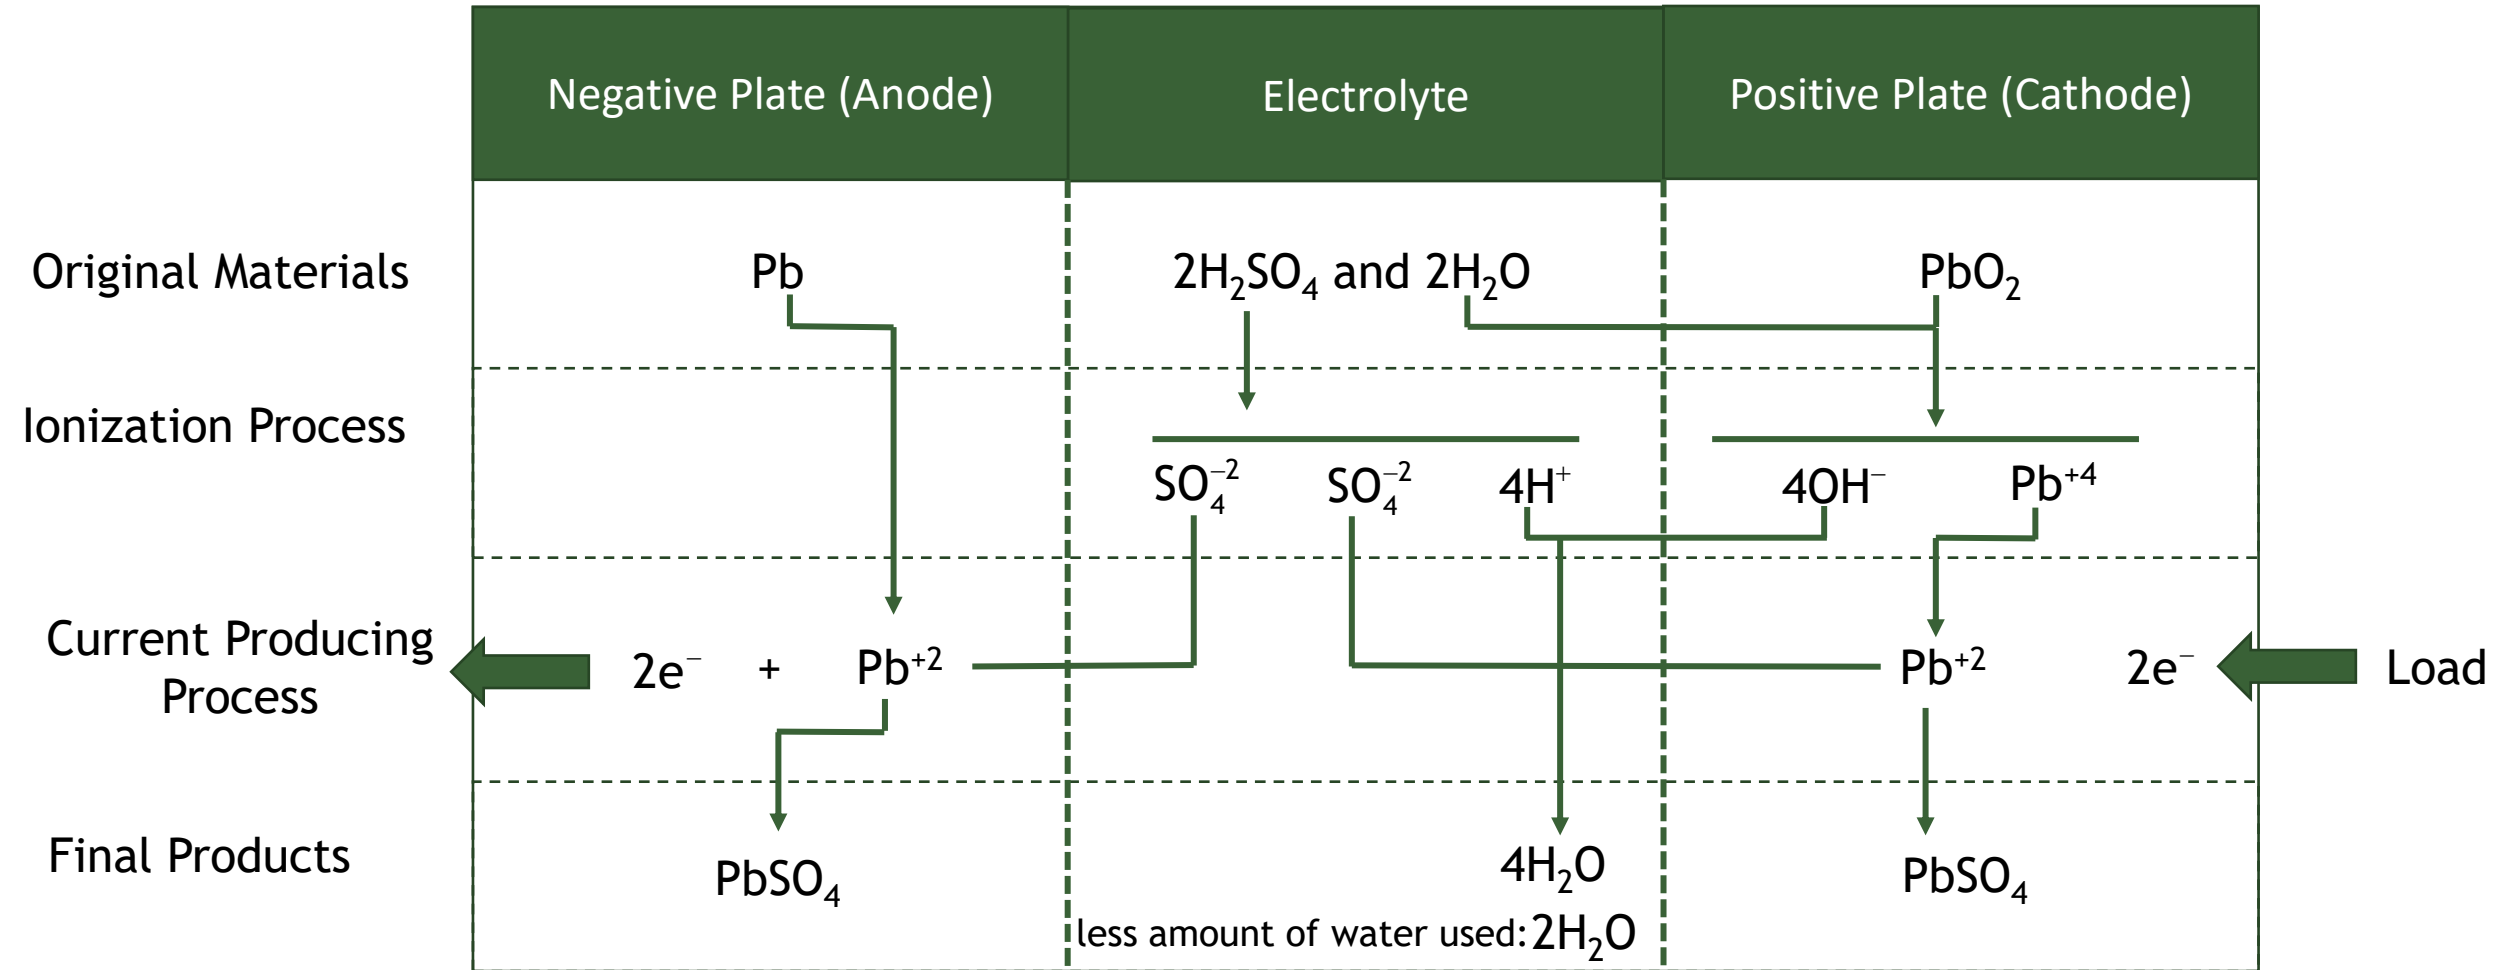 Negative Plate (Anode)
Electrolyte
Positive Plate (Cathode)
Original Materials
Pb
2H₂SO₄ and 2H₂O
PbO₂
Ionization Process
SO₄⁻²
SO₄⁻²
4H⁺
4OH⁻
Pb⁺⁴
Current Producing
Process
2e⁻ + Pb⁺²
Pb⁺²
2e⁻
Load
Final Products
PbSO₄
4H₂O
PbSO₄
less amount of water used: 2H₂O